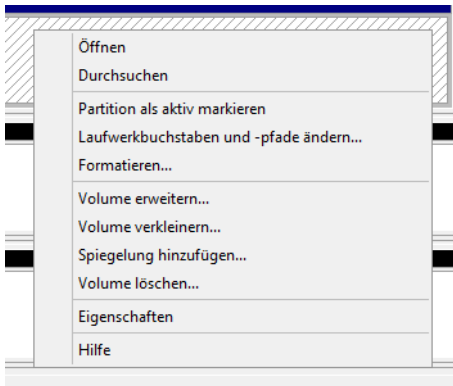 Öffnen
Durchsuchen
Partition als aktiv markieren
Laufwerkbuchstaben und -pfade ändern...
Formatieren...
Volume erweitern...
Volume verkleinern...
Spiegelung hinzufügen...
Volume löschen...
Eigenschaften
Hilfe